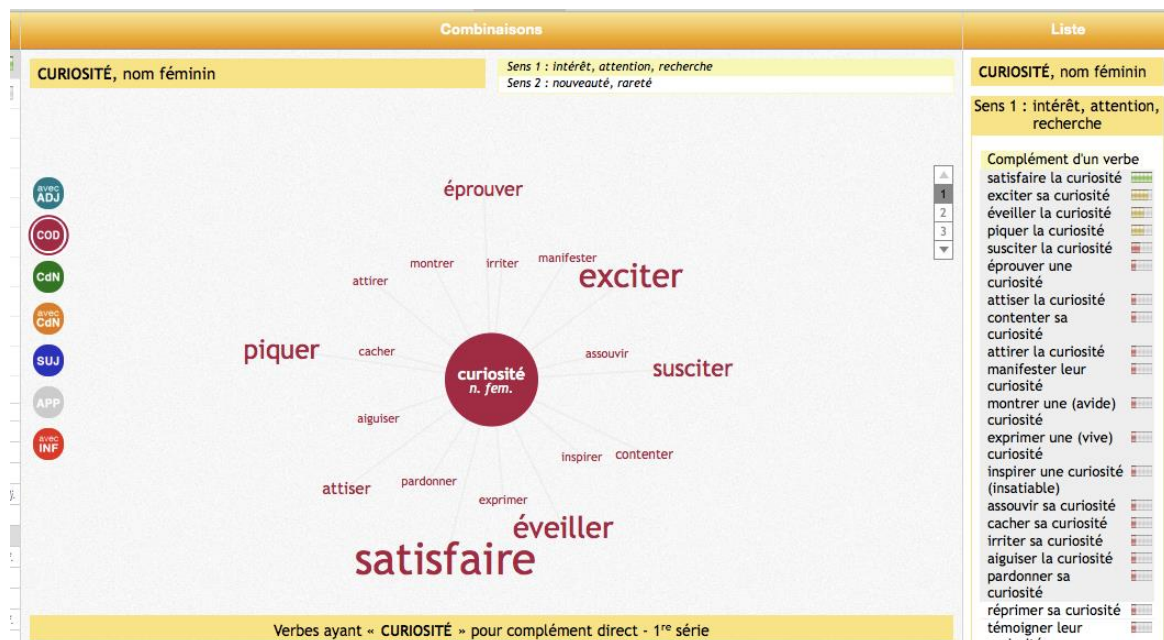 Combinaisons
Liste
CURIOSITÉ, nom féminin
Sens 1 : intérêt, attention, recherche
Sens 2 : nouveauté, rareté
avec
ADJ
COD
CdN
avec
CdN
SUJ
APP
avec
INF
éprouver
montrer
irriter
manifester
attirer
exciter
piquer
cacher
curiosité
n. fem.
assouvir
susciter
aiguiser
inspirer
contenter
attiser
pardonner
exprimer
éveiller
satisfaire
1
2
3
Verbes ayant « CURIOSITÉ » pour complément direct - 1re série
CURIOSITÉ, nom féminin
Sens 1 : intérêt, attention,
recherche
Complément d'un verbe
satisfaire la curiosité
exciter sa curiosité
éveiller la curiosité
piquer la curiosité
susciter la curiosité
éprouver une
curiosité
attiser la curiosité
contenter sa
curiosité
attirer la curiosité
manifester leur
curiosité
montrer une (avide)
curiosité
exprimer une (vive)
curiosité
inspirer une curiosité
(insatiable)
assouvir sa curiosité
cacher sa curiosité
irriter sa curiosité
aiguiser la curiosité
pardonner sa
curiosité
réprimer sa curiosité
témoigner leur